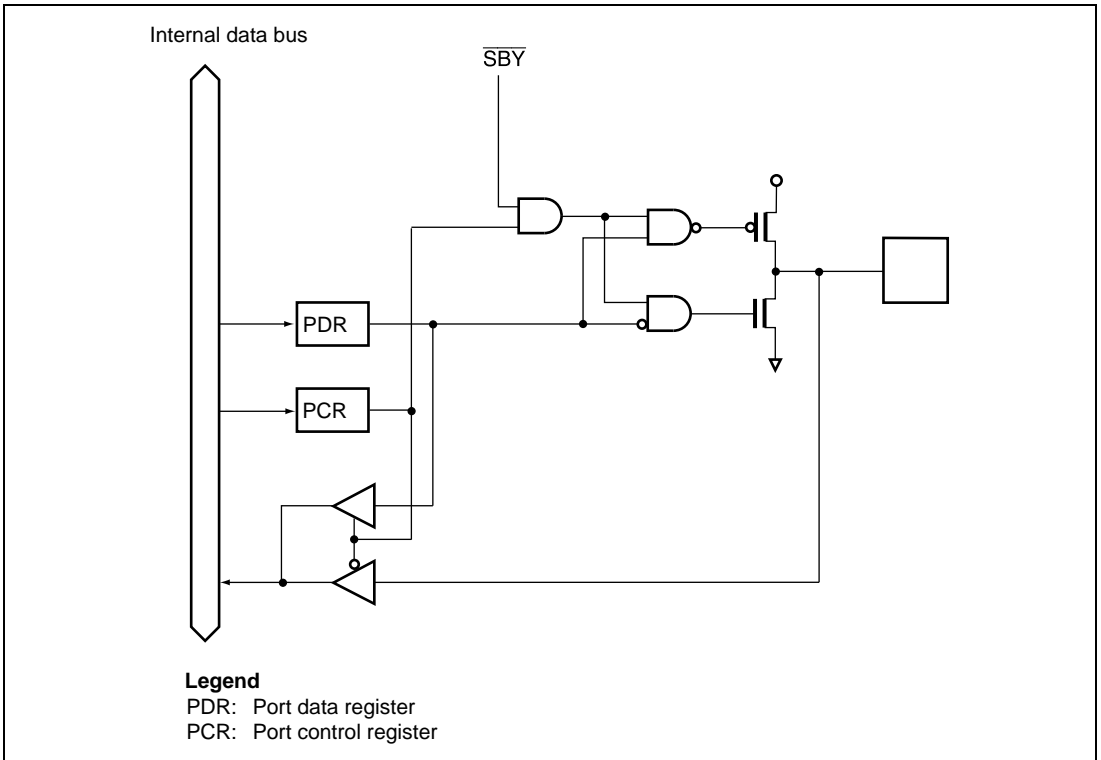 Internal data bus
SBY
PDR
PCR
Legend
PDR: Port data register
PCR: Port control register